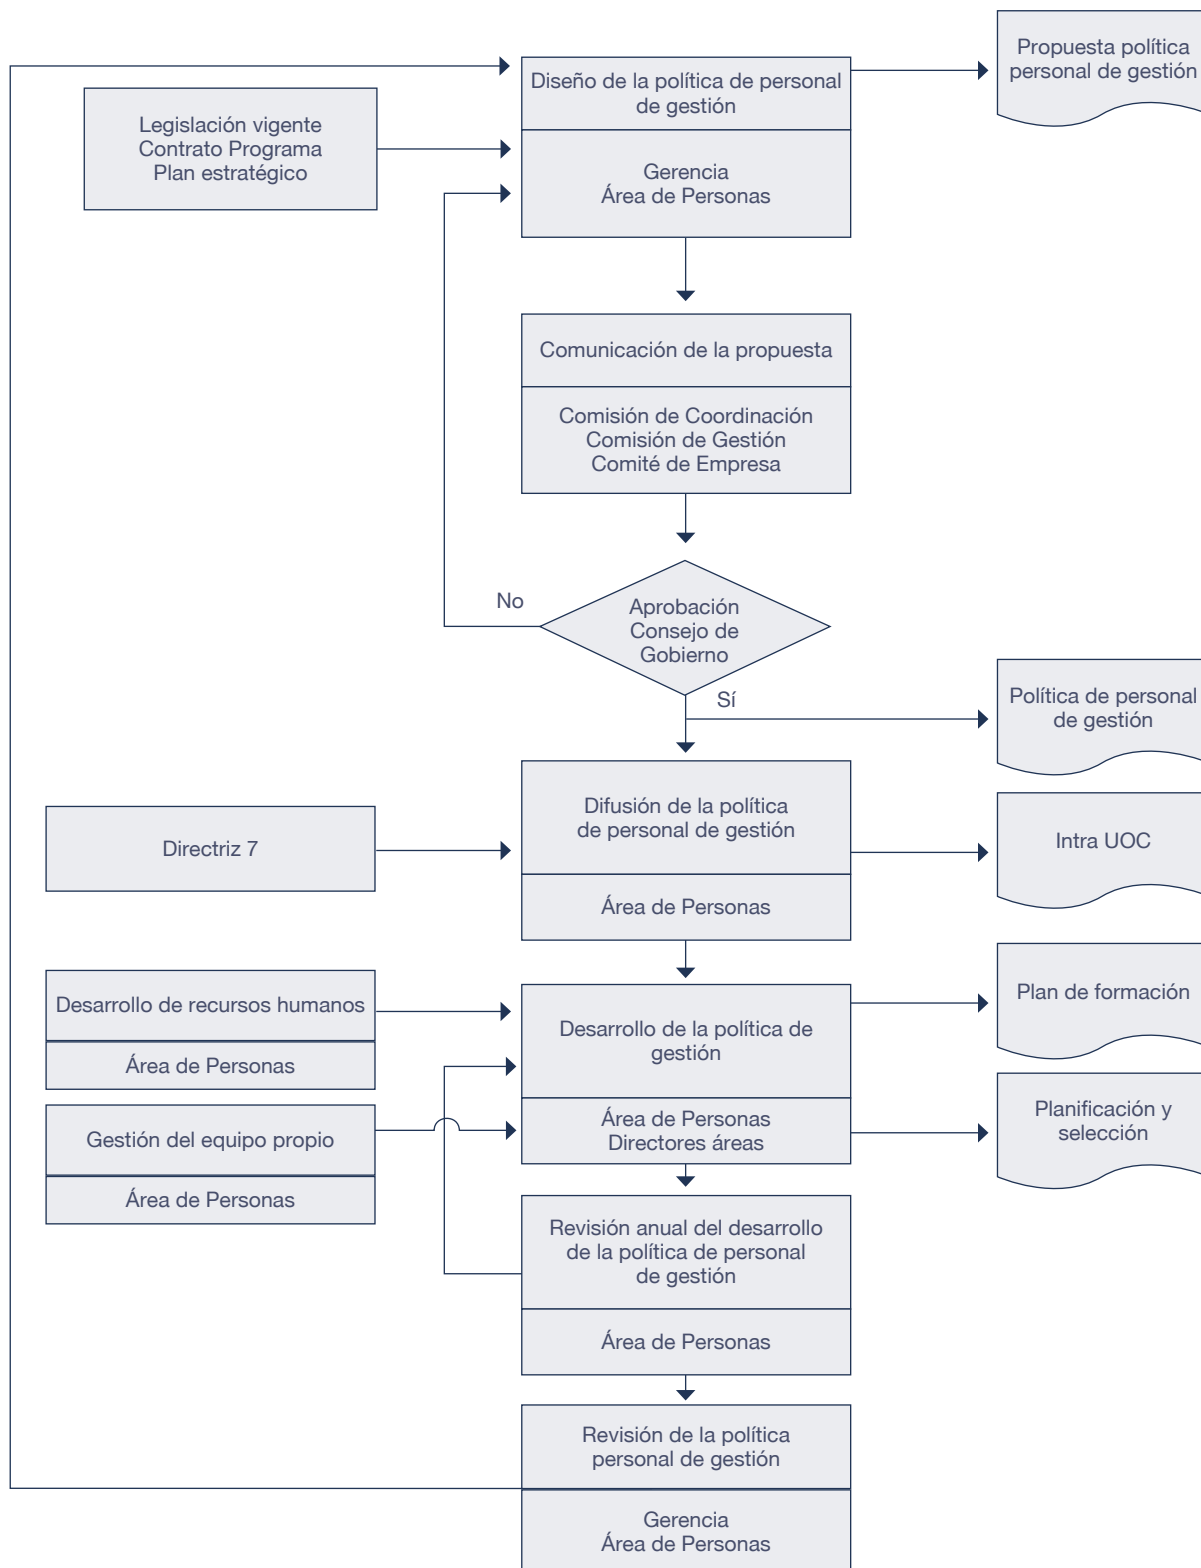 Propuesta política
personal de gestión
Diseño de la política de personal
de gestión
Legislación vigente
Contrato Programa
Plan estratégico
Gerencia
Área de Personas
Comunicación de la propuesta
Comisión de Coordinación
Comisión de Gestión
Comité de Empresa
No
Aprobación
Consejo de
Gobierno
Sí
Política de personal
de gestión
Difusión de la política
de personal de gestión
Directriz 7
Intra UOC
Área de Personas
Desarrollo de recursos humanos
Área de Personas
Desarrollo de la política de
gestión
Plan de formación
Gestión del equipo propio
Área de Personas
Área de Personas
Directores áreas
Planificación y
selección
Revisión anual del desarrollo
de la política de personal
de gestión
Área de Personas
Revisión de la política
personal de gestión
Gerencia
Área de Personas